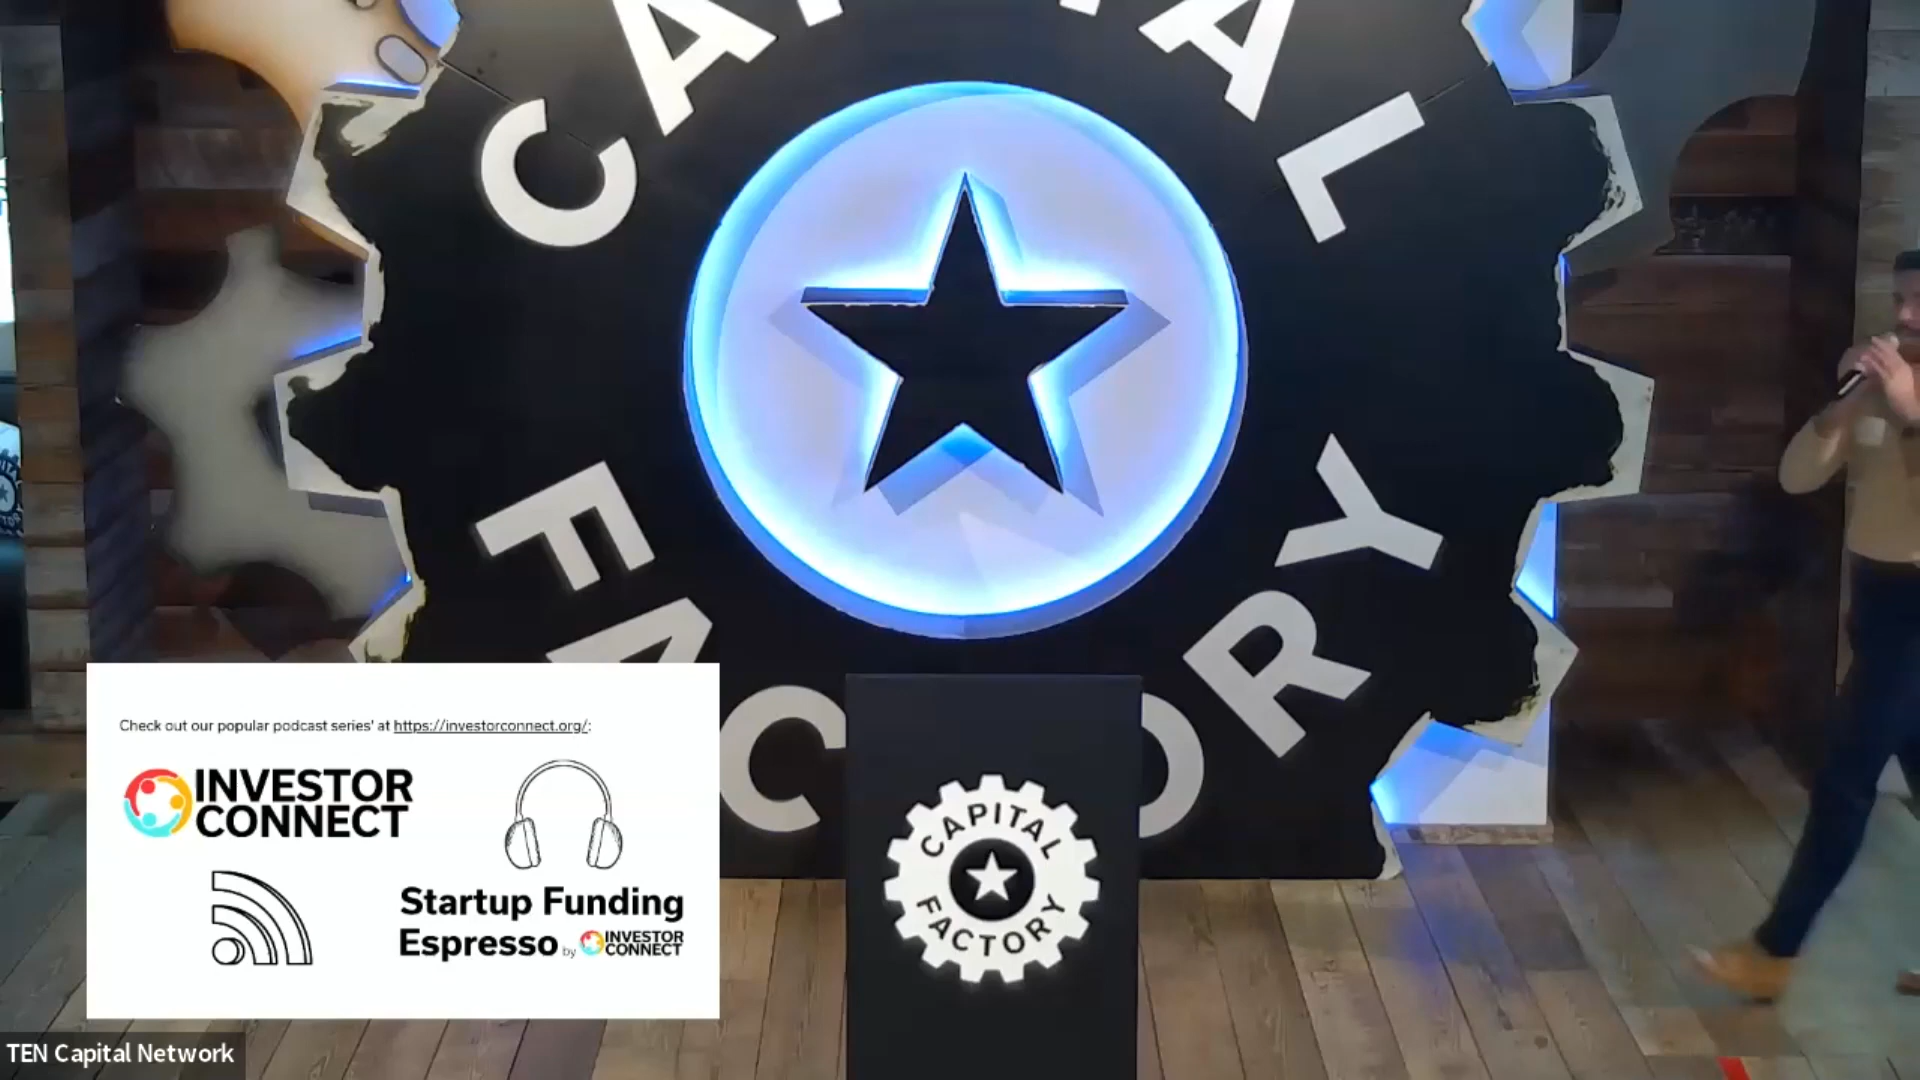 CAPITAL
FACTORY
Check out our popular podcast series' at https://investorconnect.org/:
INVESTOR
CONNECT
Startup Funding
Espresso by INVESTOR
CONNECT
CAPITAL
FACTORY
TEN Capital Network